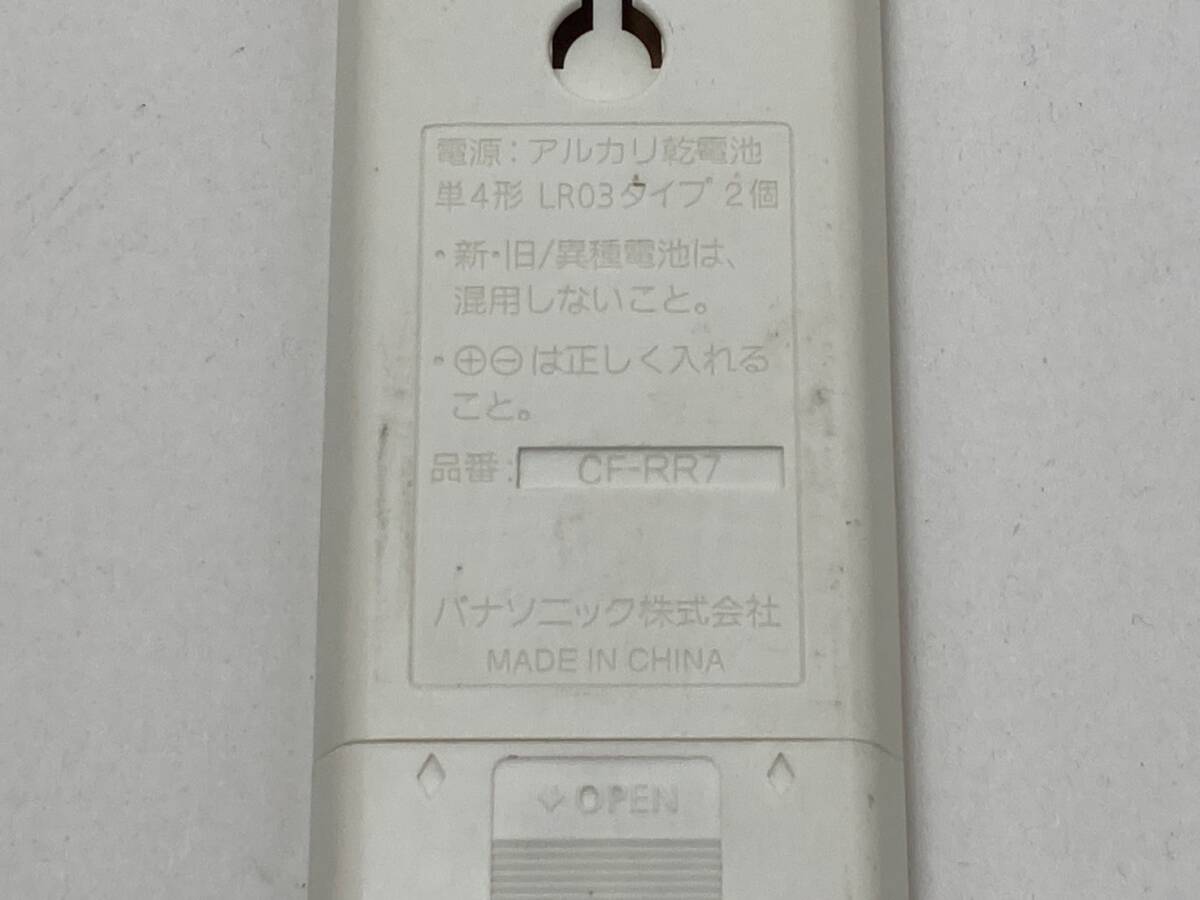 電源：アルカリ乾電池
単4形 LR03タイプ 2個
・新・旧/異種電池は、
混用しないこと。
・⊕⊖は正しく入れる
こと。
品番： CF-RR7
パナソニック株式会社
MADE IN CHINA
OPEN